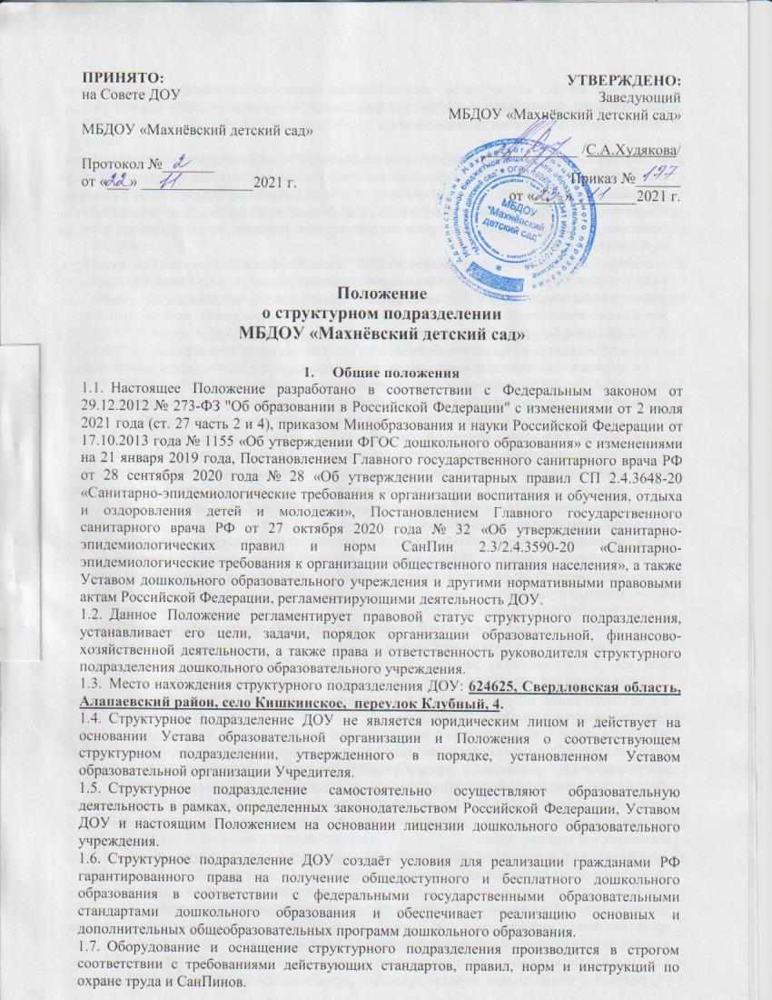 ПРИНЯТО:
на Совете ДОУ
МБДОУ «Махнёвский детский сад»
Протокол № 2
от «22» 11 2021 г.
УТВЕРЖДЕНО:
Заведующий
МБДОУ «Махнёвский детский сад»
/С.А.Худякова/
Приказ № 197
от «23» 11 2021 г.
МБДОУ
"Махнёвский
детский сад"
Положение
о структурном подразделении
МБДОУ «Махнёвский детский сад»
1. Общие положения
1.1. Настоящее Положение разработано в соответствии с Федеральным законом от
29.12.2012 № 273-ФЗ "Об образовании в Российской Федерации" с изменениями от 2 июля
2021 года (ст. 27 часть 2 и 4), приказом Минобразования и науки Российской Федерации от
17.10.2013 года № 1155 «Об утверждении ФГОС дошкольного образования» с изменениями
на 21 января 2019 года, Постановлением Главного государственного санитарного врача РФ
от 28 сентября 2020 года № 28 «Об утверждении санитарных правил СП 2.4.3648-20
«Санитарно-эпидемиологические требования к организации воспитания и обучения, отдыха
и оздоровления детей и молодежи», Постановлением Главного государственного
санитарного врача РФ от 27 октября 2020 года № 32 «Об утверждении санитарно-
эпидемиологических правил и норм СанПин 2.3/2.4.3590-20 «Санитарно-
эпидемиологические требования к организации общественного питания населения», а также
Уставом дошкольного образовательного учреждения и другими нормативными правовыми
актам Российской Федерации, регламентирующими деятельность ДОУ.
1.2. Данное Положение регламентирует правовой статус структурного подразделения,
устанавливает его цели, задачи, порядок организации образовательной, финансово-
хозяйственной деятельности, а также права и ответственность руководителя структурного
подразделения дошкольного образовательного учреждения.
1.3. Место нахождения структурного подразделения ДОУ: 624625, Свердловская область,
Алапаевский район, село Кишкинское, переулок Клубный, 4.
1.4. Структурное подразделение ДОУ не является юридическим лицом и действует на
основании Устава образовательной организации и Положения о соответствующем
структурном подразделении, утвержденного в порядке, установленном Уставом
образовательной организации Учредителя.
1.5. Структурное подразделение самостоятельно осуществляют образовательную
деятельность в рамках, определенных законодательством Российской Федерации, Уставом
ДОУ и настоящим Положением на основании лицензии дошкольного образовательного
учреждения.
1.6. Структурное подразделение ДОУ создаёт условия для реализации гражданами РФ
гарантированного права на получение общедоступного и бесплатного дошкольного
образования в соответствии с федеральными государственными образовательными
стандартами дошкольного образования и обеспечивает реализацию основных и
дополнительных общеобразовательных программ дошкольного образования.
1.7. Оборудование и оснащение структурного подразделения производится в строгом
соответствии с требованиями действующих стандартов, правил, норм и инструкций по
охране труда и СанПинов.